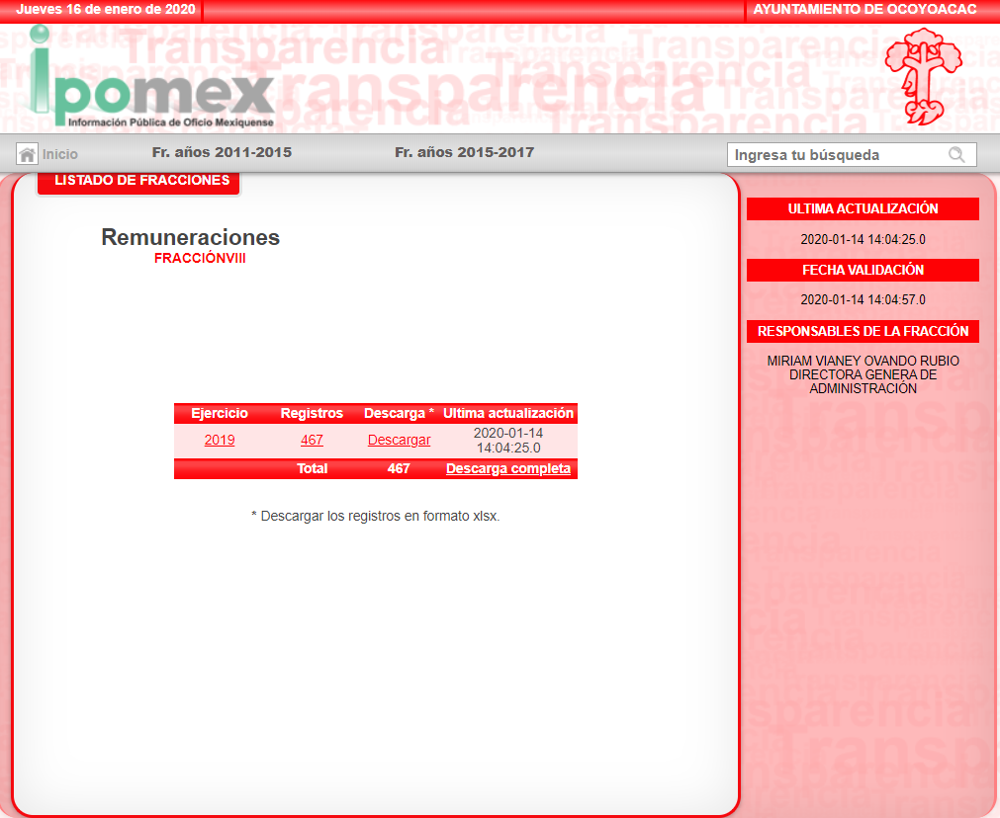 Jueves 16 de enero de 2020
AYUNTAMIENTO DE OCOYOACAC
Transparencia
ipomex
Información Pública de Oficio Mexiquense
Inicio
Fr. años 2011-2015
Fr. años 2015-2017
Ingresa tu búsqueda
LISTADO DE FRACCIONES
Remuneraciones
FRACCIÓNVIII
Ejercicio Registros Descarga * Ultima actualización
2019 467 Descargar 2020-01-14
14:04:25.0
Total 467 Descarga completa
* Descargar los registros en formato xlsx.
ULTIMA ACTUALIZACIÓN
2020-01-14 14:04:25.0
FECHA VALIDACIÓN
2020-01-14 14:04:57.0
RESPONSABLES DE LA FRACCIÓN
MIRIAM VIANEY OVANDO RUBIO
DIRECTORA GENERA DE
ADMINISTRACIÓN